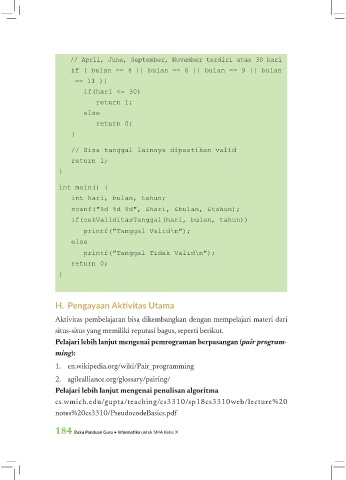 // April, June, September, November terdiri atas 30 hari
if ( bulan == 4 || bulan == 6 || bulan == 9 || bulan
== 11 ){
if(hari <= 30)
return 1;
else
return 0;
}
// Sisa tanggal lainnya dipastikan valid
return 1;
}
int main() {
int hari, bulan, tahun;
scanf("%d %d %d", &hari, &bulan, &tahun);
if(cekValiditasTanggal(hari, bulan, tahun))
printf("Tanggal Valid\n");
else
printf("Tanggal Tidak Valid\n");
return 0;
}
H. Pengayaan Aktivitas Utama
Aktivitas pembelajaran bisa dikembangkan dengan mempelajari materi dari
situs-situs yang memiliki reputasi bagus, seperti berikut.
Pelajari lebih lanjut mengenai pemrograman berpasangan (pair program-
ming):
1. en.wikipedia.org/wiki/Pair_programming
2. agilealliance.org/glossary/pairing/
Pelajari lebih lanjut mengenai penulisan algoritma
cs.wmich.edu/gupta/teaching/cs3310/sp18cs3310web/lecture%20
notes%20cs3310/PseudocodeBasics.pdf
184 Buku Panduan Guru • Informatika untuk SMA Kelas X